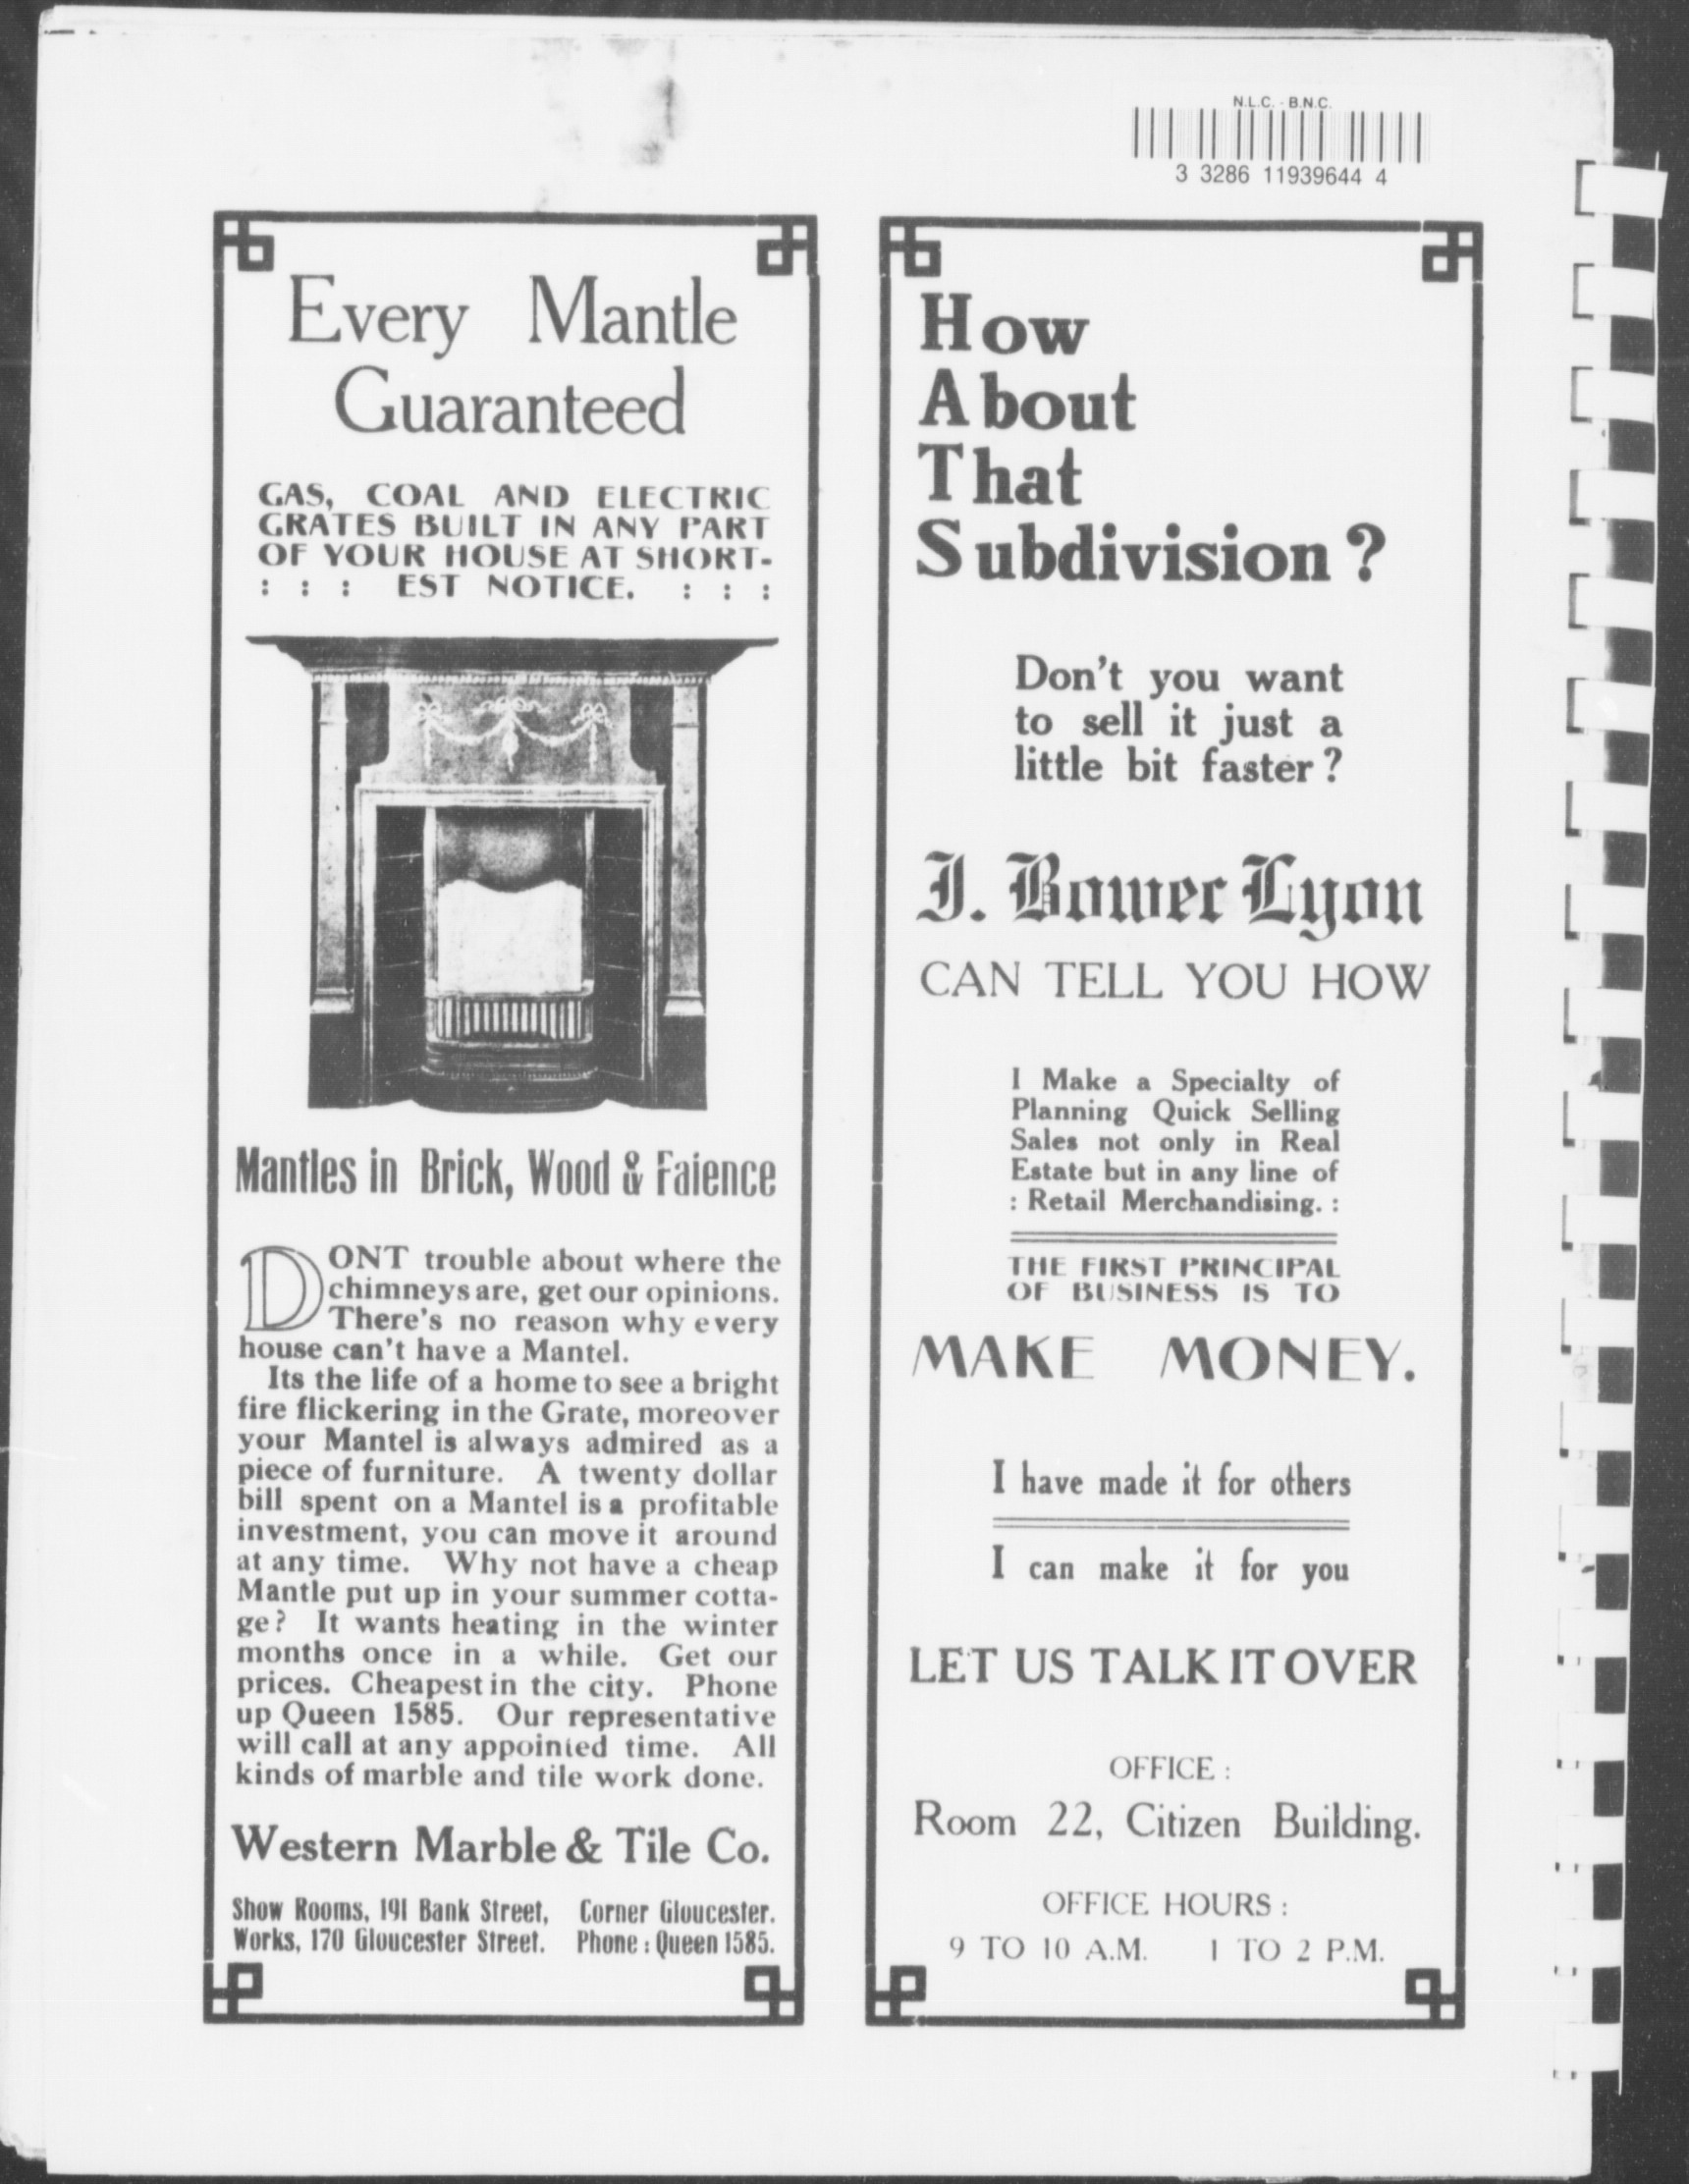 N.L.C. - B.N.C.
3 3286 11939644 4
Every Mantle
Guaranteed
GAS, COAL AND ELECTRIC
GRATES BUILT IN ANY PART
OF YOUR HOUSE AT SHORT-
: : : EST NOTICE. : : :
Mantles in Brick, Wood & Faience
DONT trouble about where the
chimneys are, get our opinions.
There's no reason why every
house can't have a Mantel.
Its the life of a home to see a bright
fire flickering in the Grate, moreover
your Mantel is always admired as a
piece of furniture. A twenty dollar
bill spent on a Mantel is a profitable
investment, you can move it around
at any time. Why not have a cheap
Mantle put up in your summer cotta-
ge? It wants heating in the winter
months once in a while. Get our
prices. Cheapest in the city. Phone
up Queen 1585. Our representative
will call at any appointed time. All
kinds of marble and tile work done.
Western Marble & Tile Co.
Show Rooms, 191 Bank Street, Corner Gloucester.
Works, 170 Gloucester Street. Phone : Queen 1585.
How
About
That
Subdivision ?
Don't you want
to sell it just a
little bit faster ?
J. Bower Lyon
CAN TELL YOU HOW
I Make a Specialty of
Planning Quick Selling
Sales not only in Real
Estate but in any line of
: Retail Merchandising. :
THE FIRST PRINCIPAL
OF BUSINESS IS TO
MAKE MONEY.
I have made it for others
I can make it for you
LET US TALK IT OVER
OFFICE :
Room 22, Citizen Building.
OFFICE HOURS :
9 TO 10 A.M. 1 TO 2 P.M.